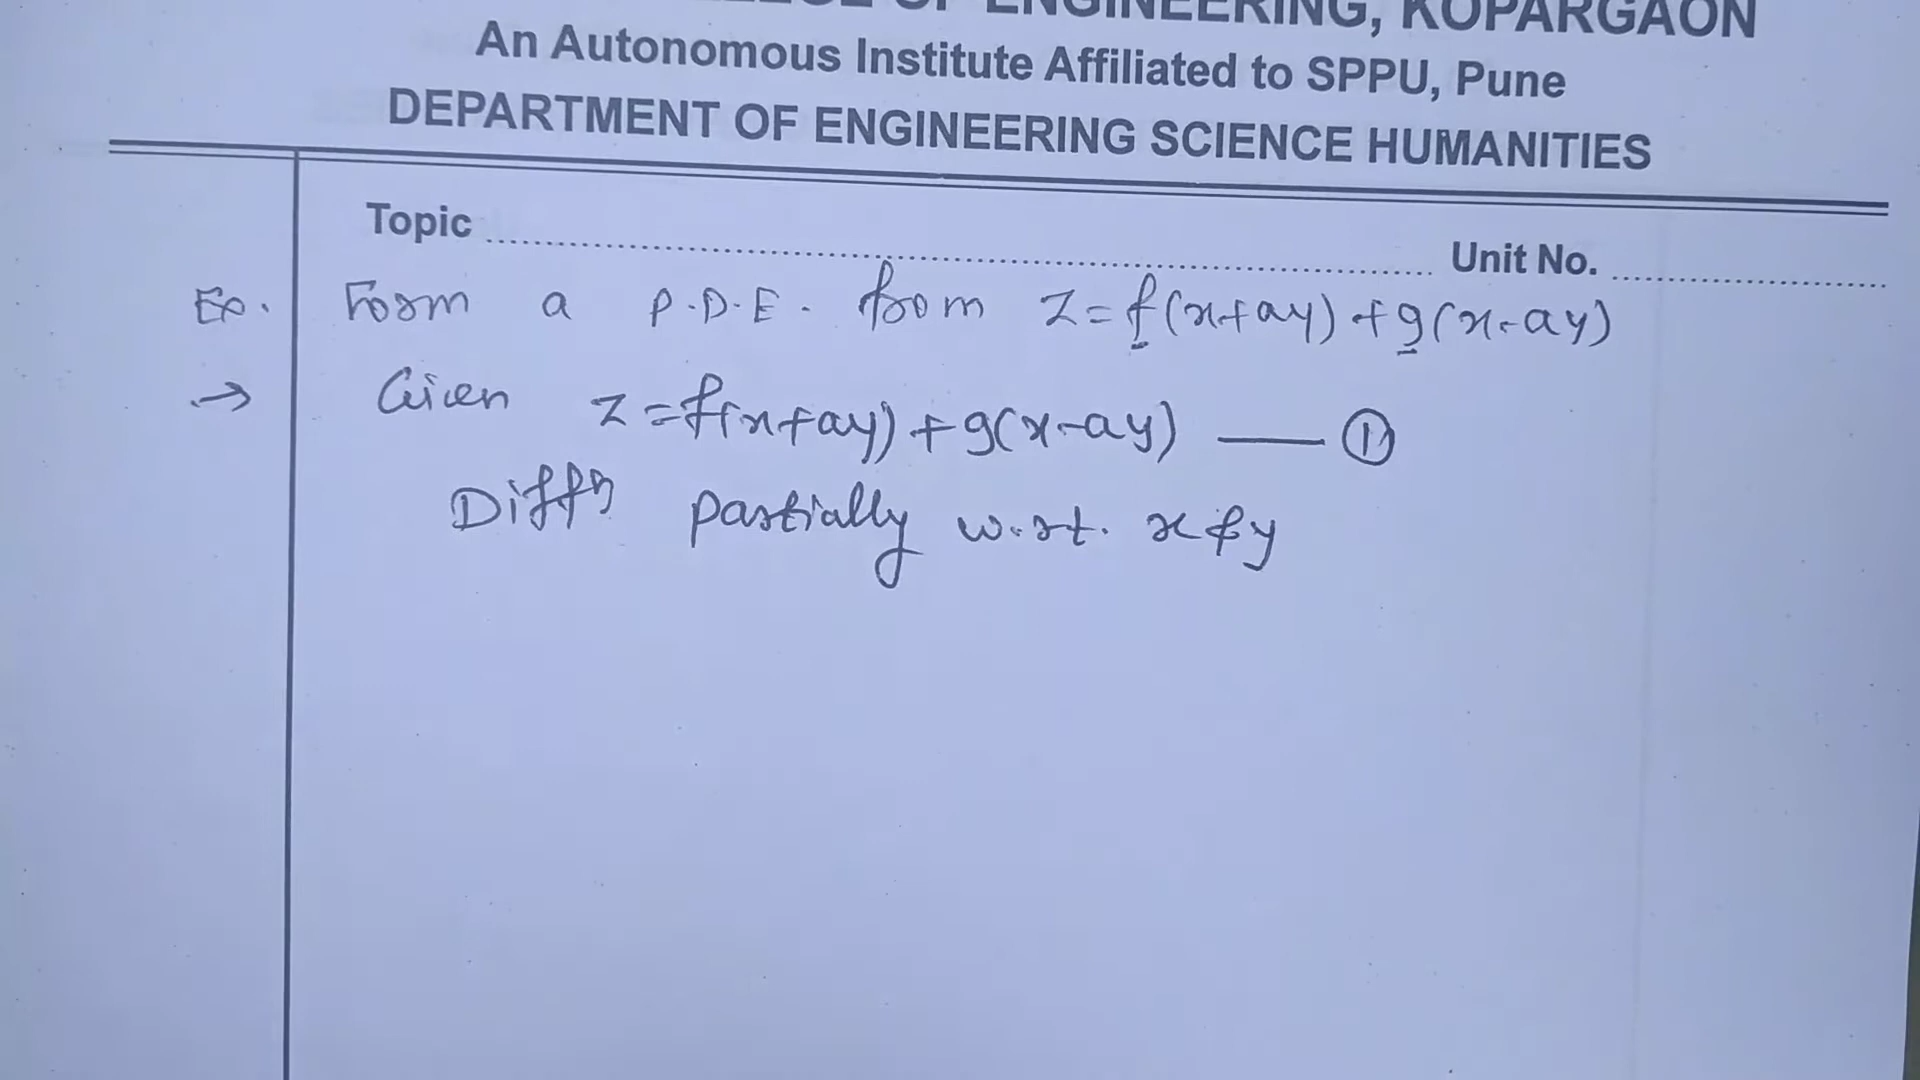 OF ENGINEERING, KOPARGAON
An Autonomous Institute Affiliated to SPPU, Pune
DEPARTMENT OF ENGINEERING SCIENCE HUMANITIES
Topic Unit No.
Ex. Form a P.D.E. from z=f(x+ay)+g(x-ay)
→ Given z=f(x+ay)+g(x-ay) — ①
Diffn partially w.r.t. x & y